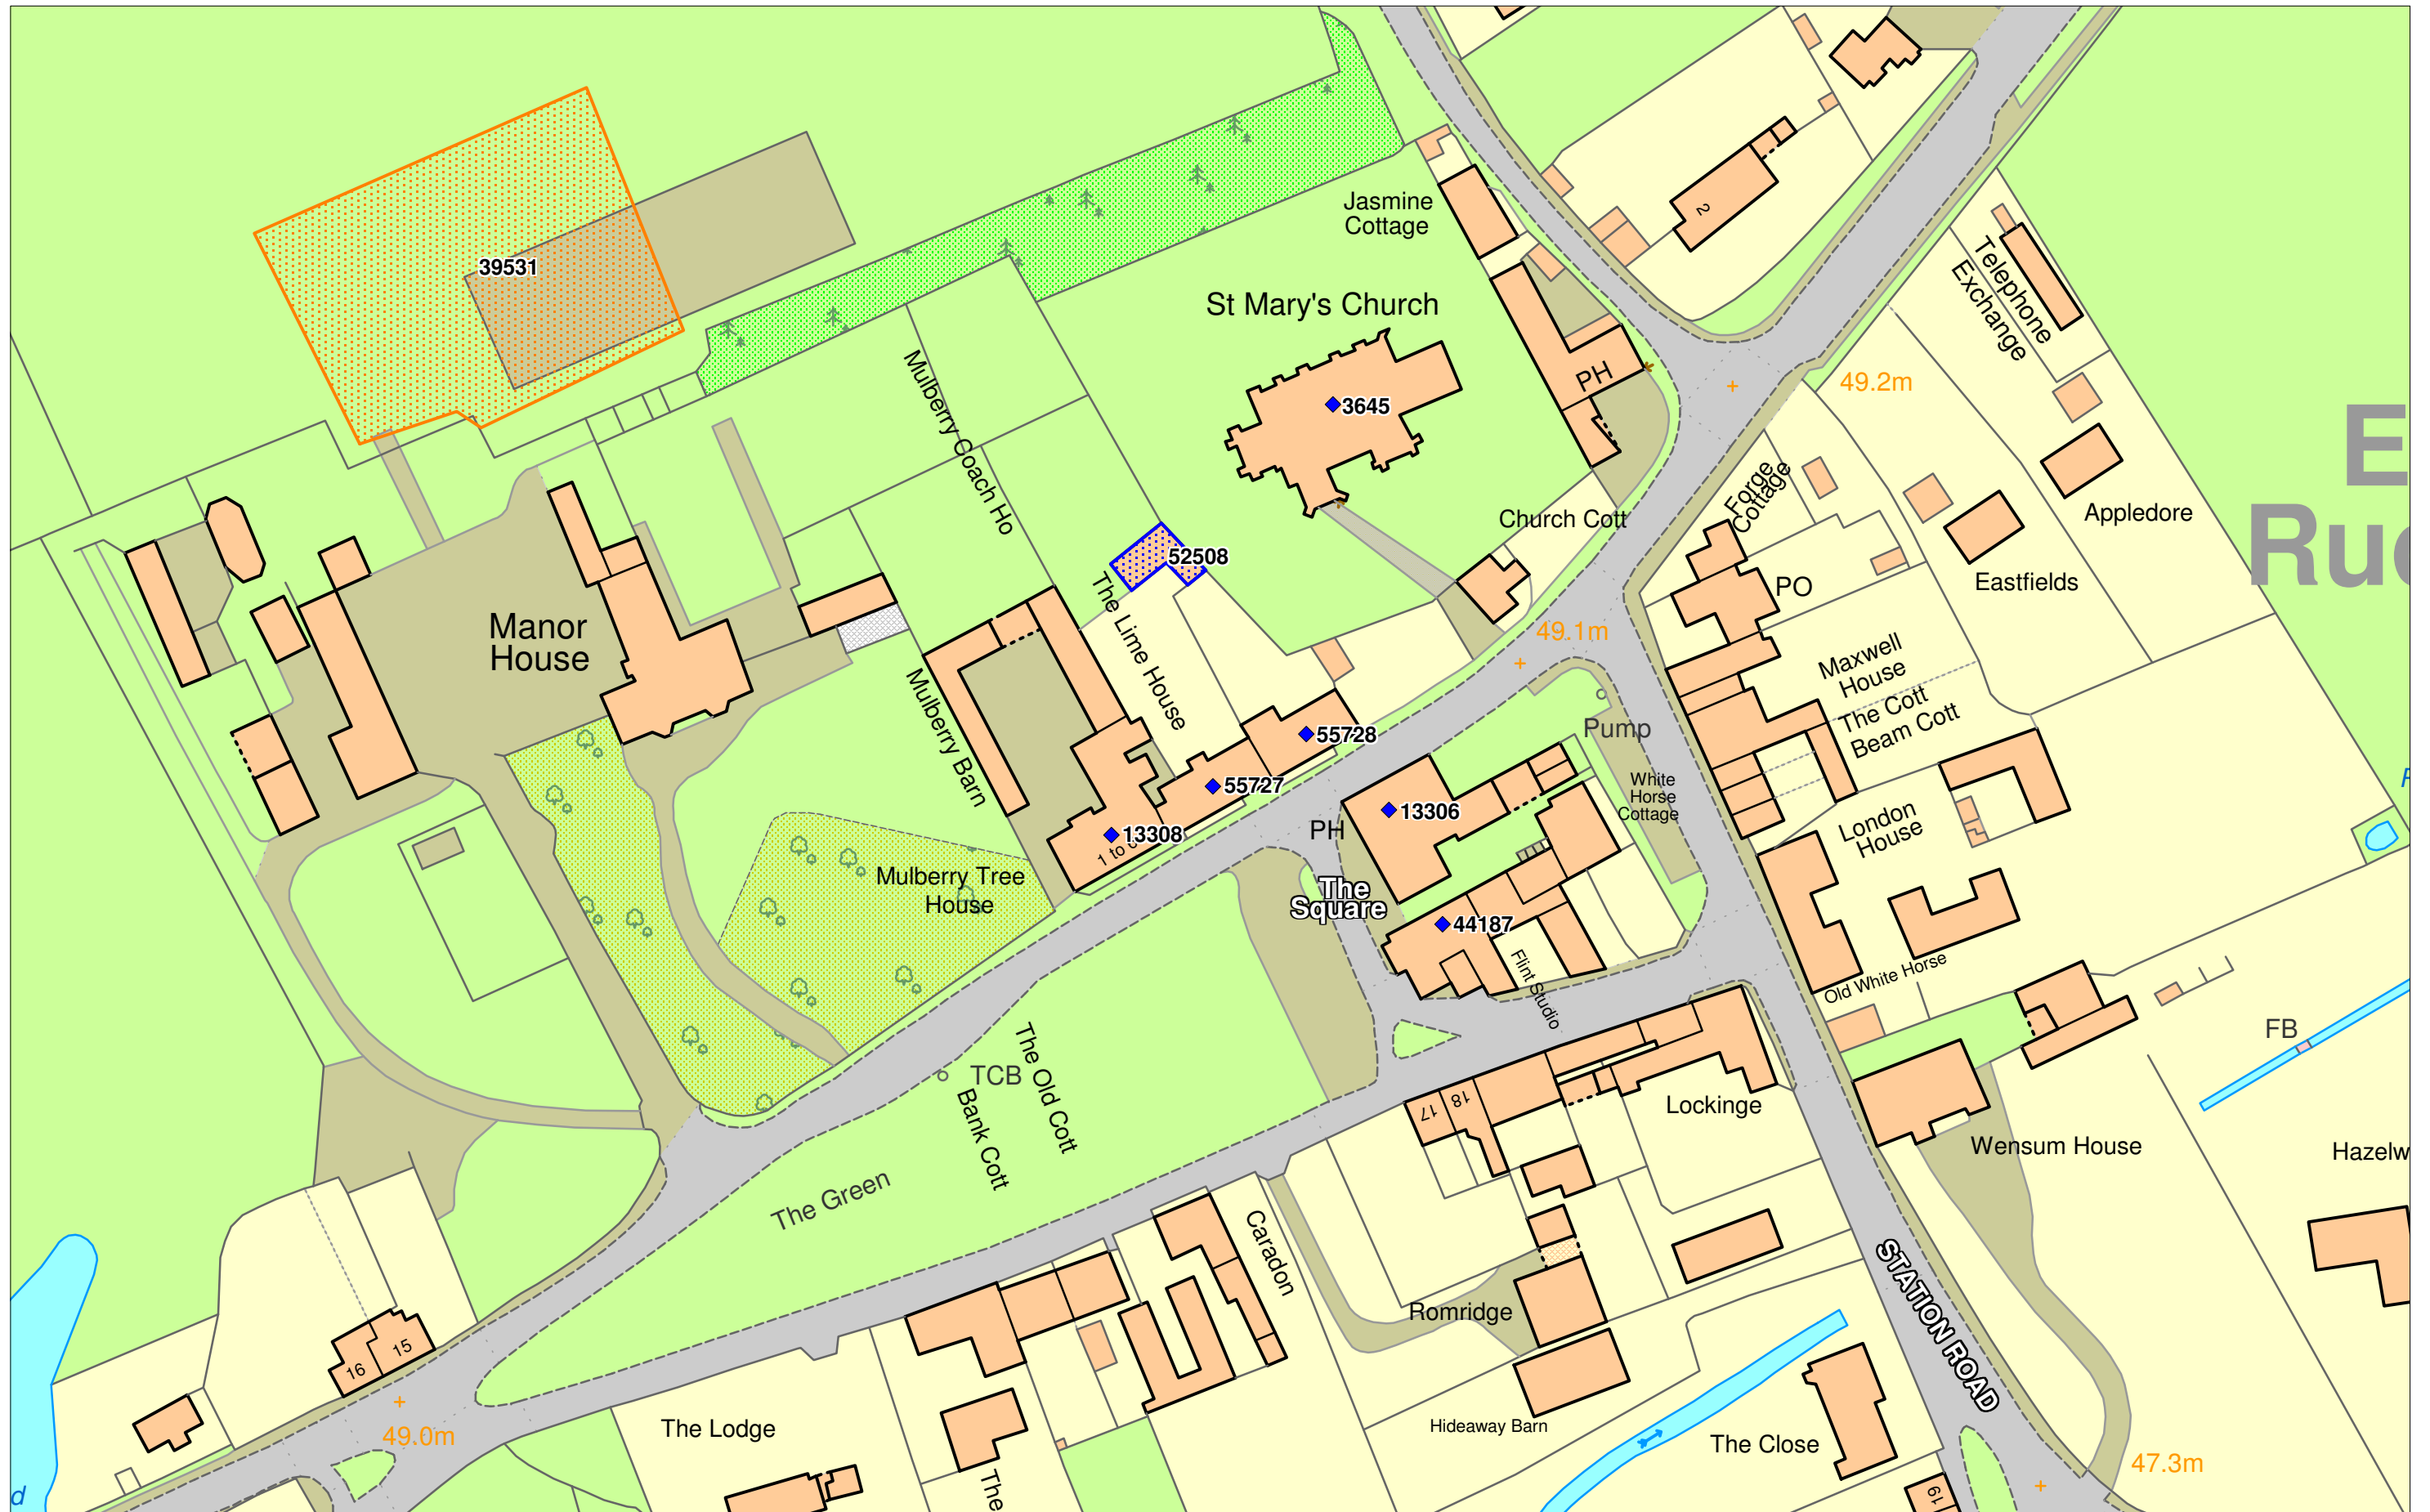 39531
Jasmine
Cottage
St Mary's Church
3645
PH
2
Telephone
Exchange
49.2m
E
Appledore
Eastfields
Forge
Cottage
PO
Church Cott
49.1m
Mulberry Coach Ho
52508
The Lime House
Manor
House
Mulberry Barn
Maxwell
House
The Cott
Beam Cott
Pump
White
Horse
Cottage
55728
55727
13308
13306
PH
The
Square
44187
Flint Studio
London
House
Old White Horse
Mulberry Tree
House
FB
TCB
The Old Cott
Bank Cott
The Green
17
18
Lockinge
Wensum House
Caradon
Romridge
Hideaway Barn
STATION ROAD
The Close
47.3m
16
15
49.0m
The Lodge
The
19
d